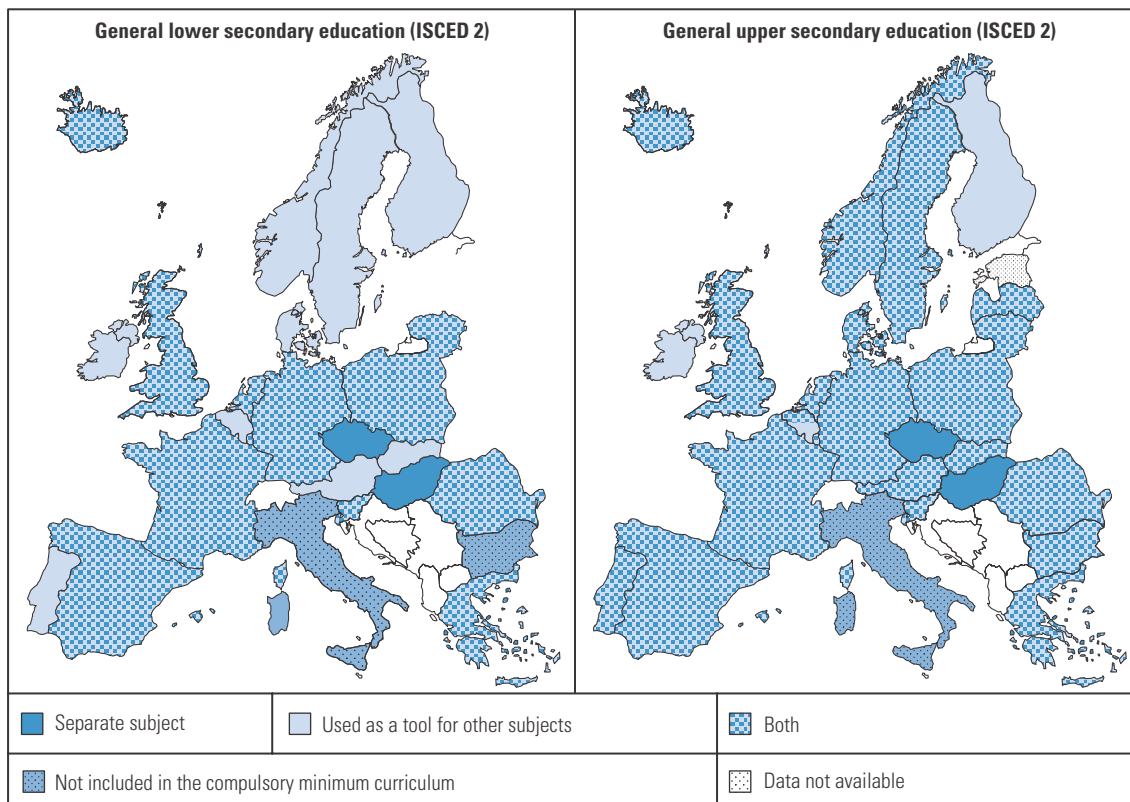 General lower secondary education (ISCED 2)
General upper secondary education (ISCED 2)
Separate subject
Used as a tool for other subjects
Both
Not included in the compulsory minimum curriculum
Data not available